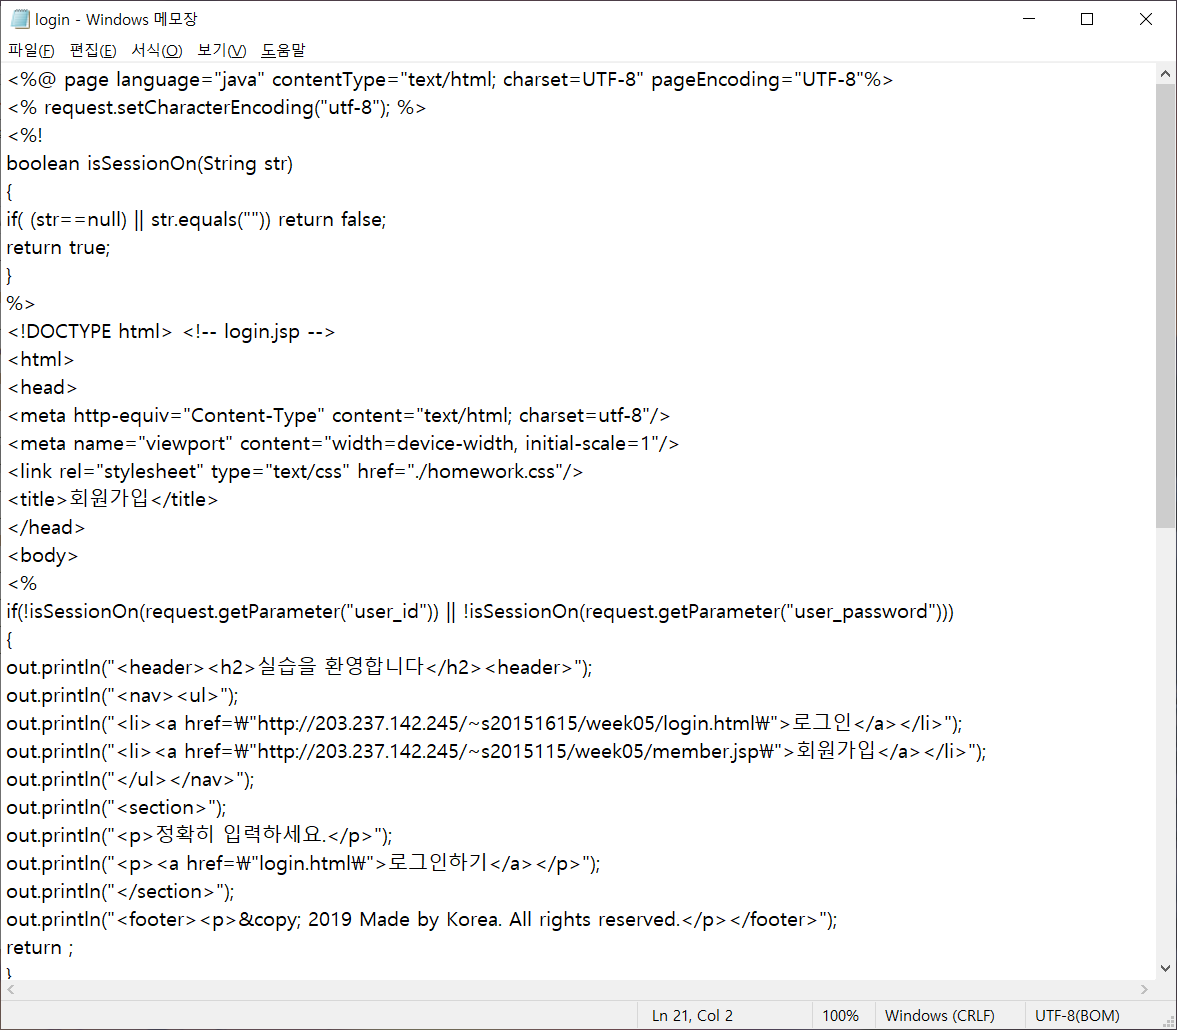 login - Windows 메모장
파일(F) 편집(E) 서식(O) 보기(V) 도움말
<%@ page language="java" contentType="text/html; charset=UTF-8" pageEncoding="UTF-8"%>
<% request.setCharacterEncoding("utf-8"); %>
<%!
boolean isSessionOn(String str)
{
if( (str==null) || str.equals("")) return false;
return true;
}
%>
<!DOCTYPE html> <!-- login.jsp -->
<html>
<head>
<meta http-equiv="Content-Type" content="text/html; charset=utf-8"/>
<meta name="viewport" content="width=device-width, initial-scale=1"/>
<link rel="stylesheet" type="text/css" href="./homework.css"/>
<title>회원가입</title>
</head>
<body>
<%
if(!isSessionOn(request.getParameter("user_id")) || !isSessionOn(request.getParameter("user_password")))
{
out.println("<header><h2>실습을 환영합니다</h2><header>");
out.println("<nav><ul>");
out.println("<li><a href=₩"http://203.237.142.245/~s20151615/week05/login.html₩">로그인</a></li>");
out.println("<li><a href=₩"http://203.237.142.245/~s2015115/week05/member.jsp₩">회원가입</a></li>");
out.println("</ul></nav>");
out.println("<section>");
out.println("<p>정확히 입력하세요.</p>");
out.println("<p><a href=₩"login.html₩">로그인하기</a></p>");
out.println("</section>");
out.println("<footer><p>&copy; 2019 Made by Korea. All rights reserved.</p></footer>");
return ;
}
Ln 21, Col 2 100% Windows (CRLF) UTF-8(BOM)